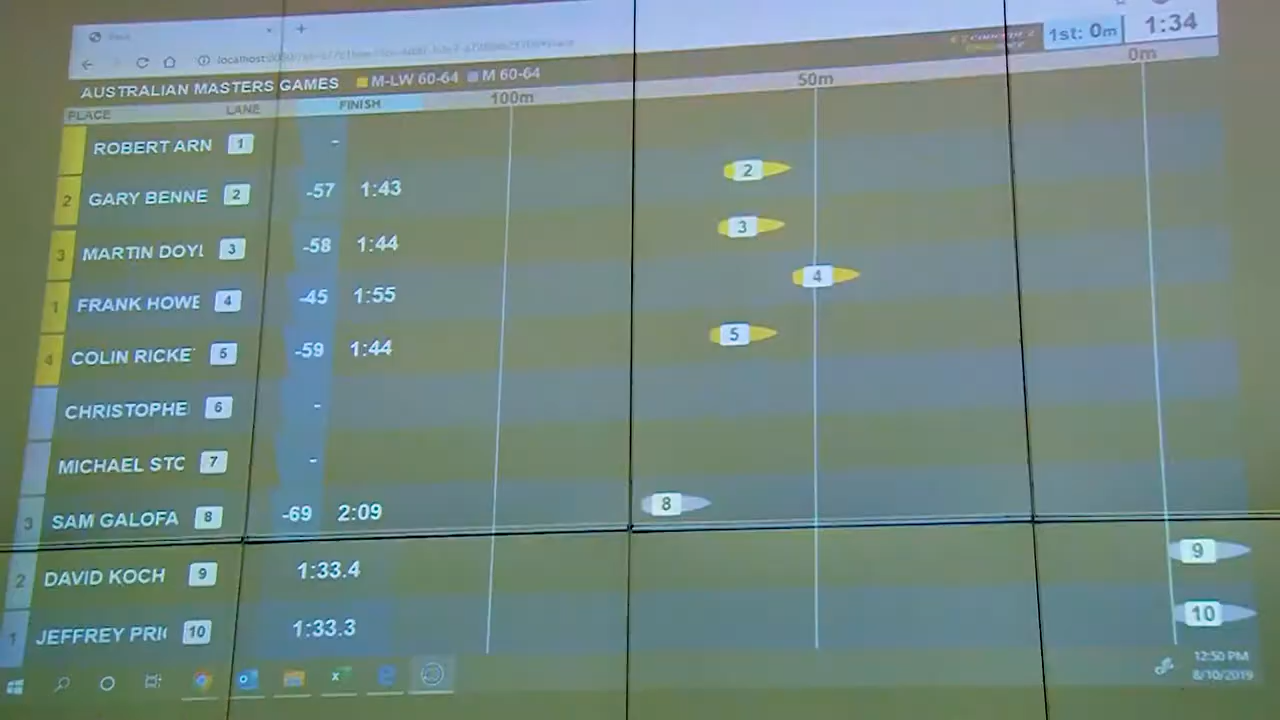 localhost
1st: 0m 1:34
AUSTRALIAN MASTERS GAMES M-LW 60-64 M 60-64
PLACE LANE FINISH 100m 50m 0m
ROBERT ARN 1 -
2 GARY BENNE 2 -57 1:43 2
3 MARTIN DOYL 3 -58 1:44 3
1 FRANK HOWE 4 -45 1:55 4
4 COLIN RICKE 5 -59 1:44 5
CHRISTOPHE 6 -
MICHAEL STO 7 -
3 SAM GALOFA 8 -69 2:09 8
2 DAVID KOCH 9 1:33.4 9
1 JEFFREY PRI 10 1:33.3 10
12:50 PM
8/10/2019